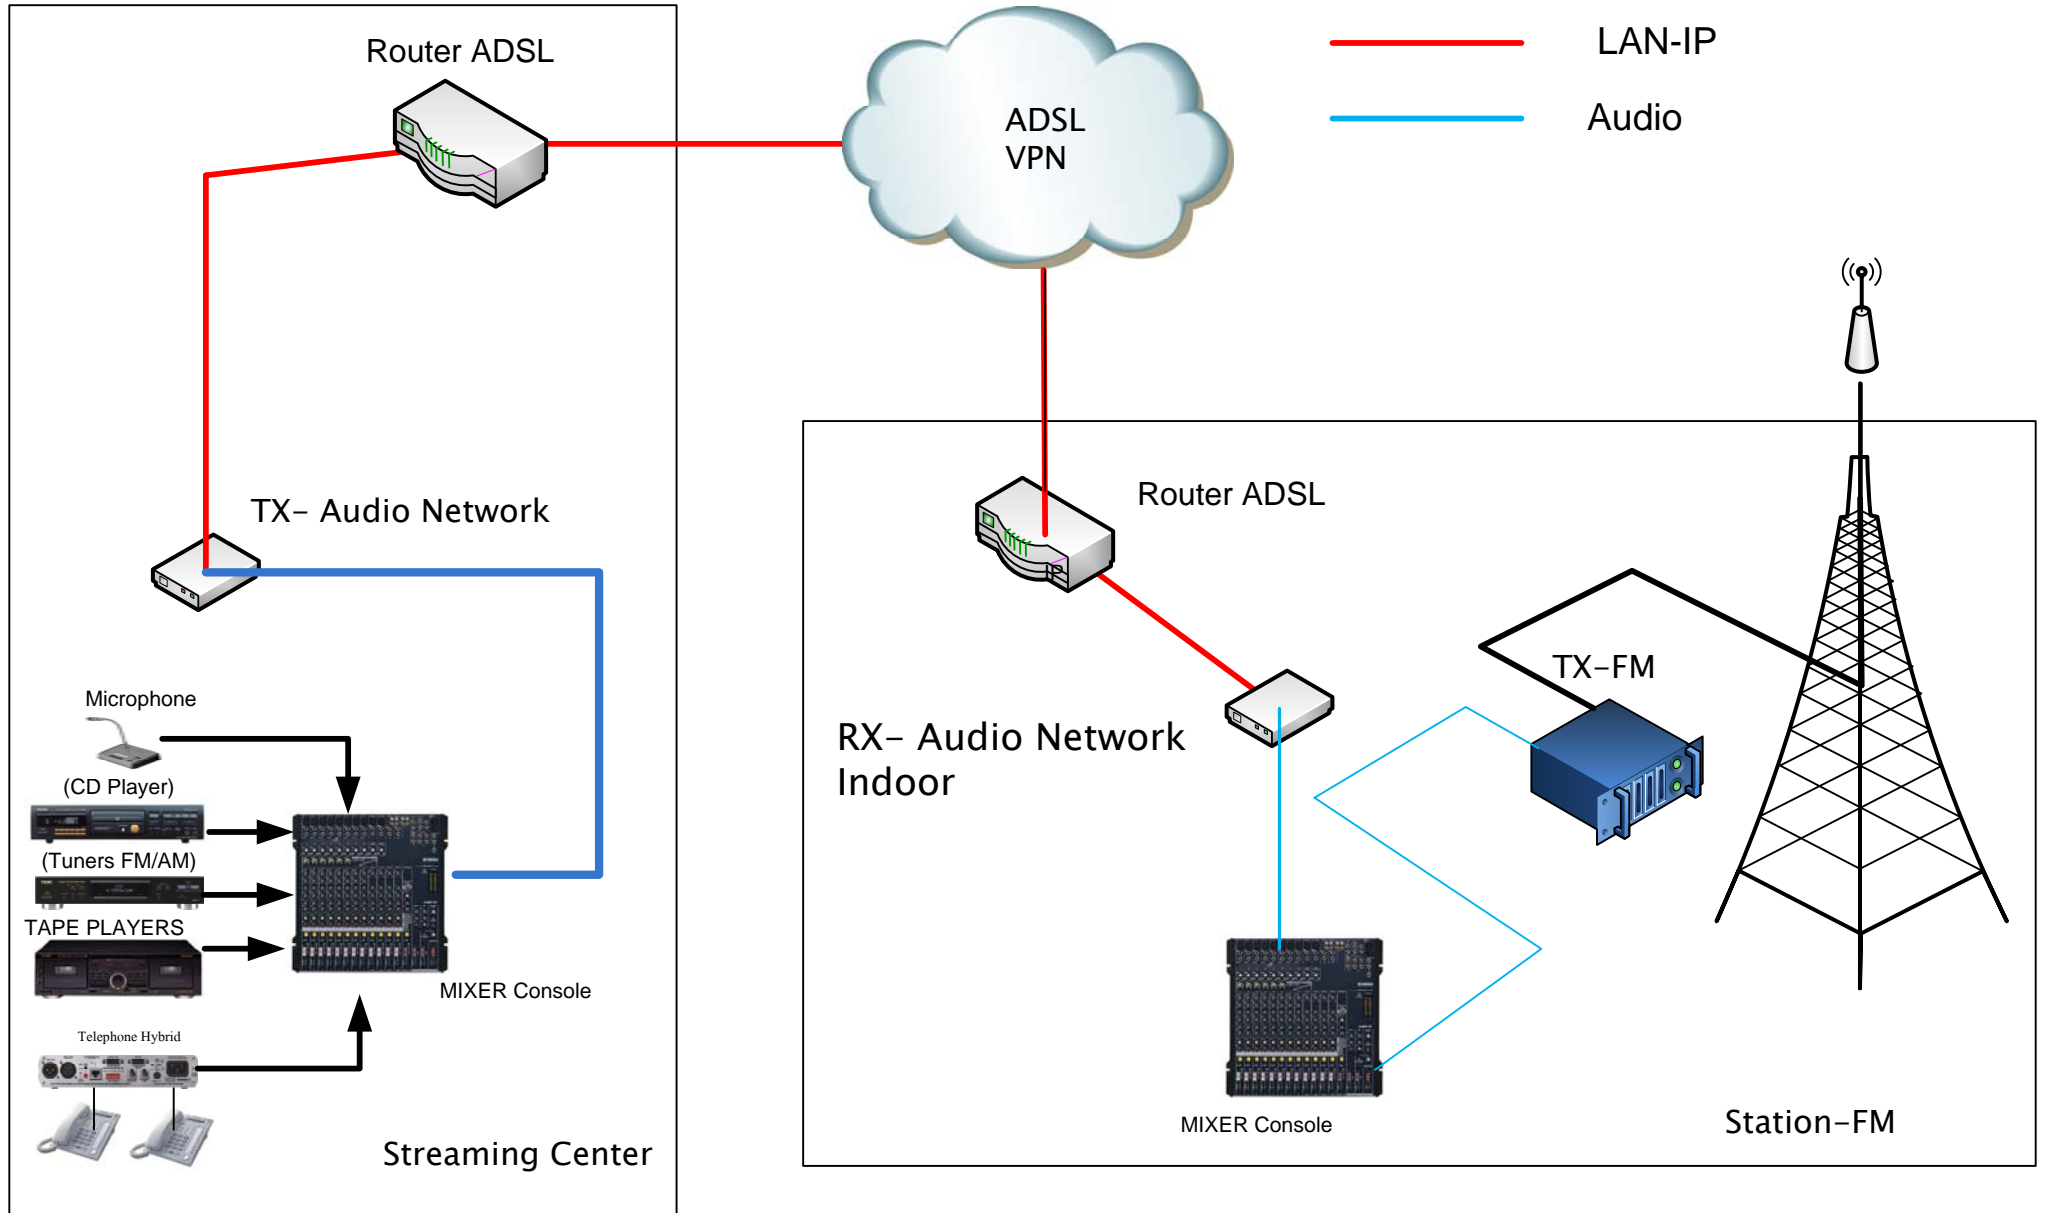 Router ADSL
ADSL
VPN
LAN-IP
Audio
TX– Audio Network
Router ADSL
Microphone
(CD Player)
(Tuners FM/AM)
TAPE PLAYERS
MIXER Console
Telephone Hybrid
Streaming Center
RX– Audio Network
Indoor
TX–FM
MIXER Console
Station–FM